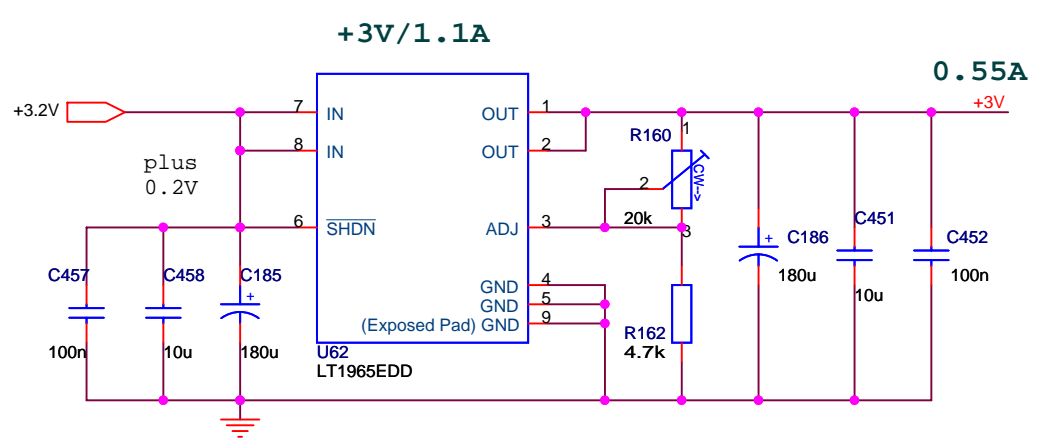 +3V/1.1A
0.55A
+3.2V
+3V
7 IN
OUT 1
8 IN
OUT 2
R160
1
2
CW->
20k
3
plus
0.2V
6 SHDN
ADJ 3
C457
100n
C458
10u
C185
+
180u
GND 4
GND 5
(Exposed Pad) GND 9
U62
LT1965EDD
R162
4.7k
+
C186
180u
C451
10u
C452
100n